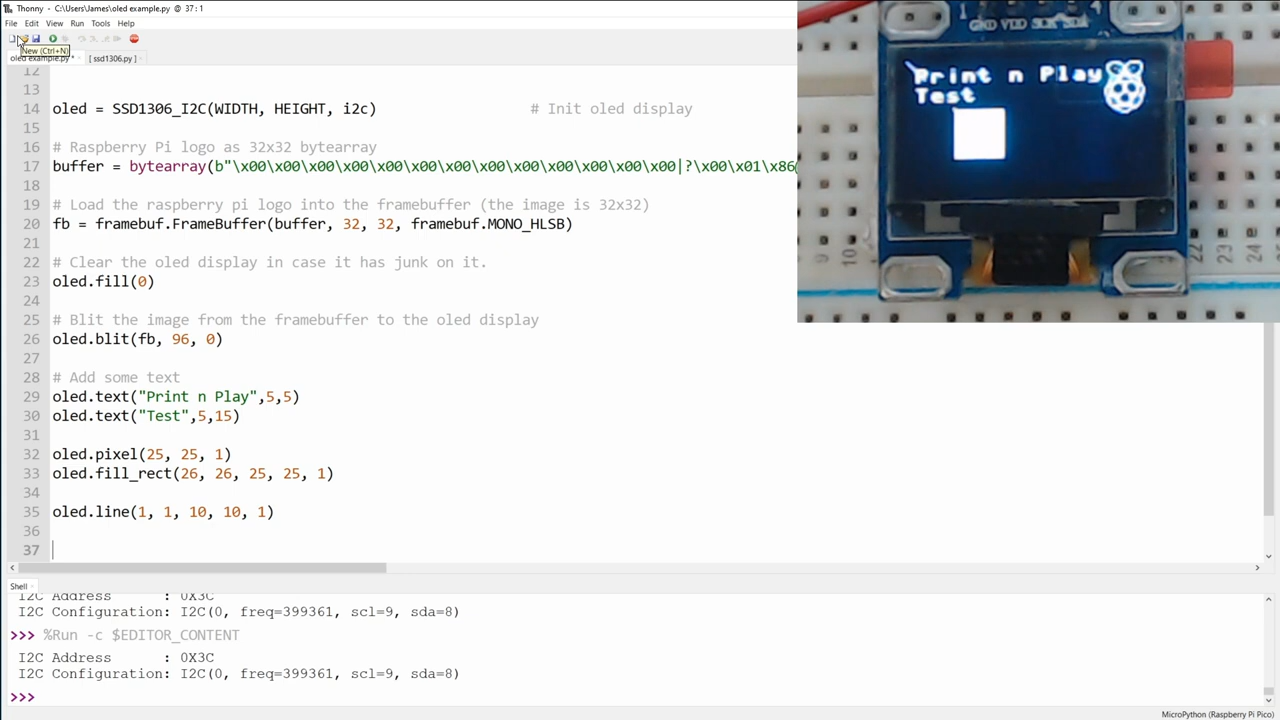 Thonny - C:\Users\James\oled example.py @ 37:1
File Edit View Run Tools Help
New (Ctrl+N)
oled example.py *
[ ssd1306.py ]
12
13
14 oled = SSD1306_I2C(WIDTH, HEIGHT, i2c) # Init oled display
15
16 # Raspberry Pi logo as 32x32 bytearray
17 buffer = bytearray(b"\x00\x00\x00\x00\x00\x00\x00\x00\x00\x00\x00|?\x00\x01\x86@
18
19 # Load the raspberry pi logo into the framebuffer (the image is 32x32)
20 fb = framebuf.FrameBuffer(buffer, 32, 32, framebuf.MONO_HLSB)
21
22 # Clear the oled display in case it has junk on it.
23 oled.fill(0)
24
25 # Blit the image from the framebuffer to the oled display
26 oled.blit(fb, 96, 0)
27
28 # Add some text
29 oled.text("Print n Play",5,5)
30 oled.text("Test",5,15)
31
32 oled.pixel(25, 25, 1)
33 oled.fill_rect(26, 26, 25, 25, 1)
34
35 oled.line(1, 1, 10, 10, 1)
36
37
Shell
I2C Address : 0X3C
I2C Configuration: I2C(0, freq=399361, scl=9, sda=8)
>>> %Run -c $EDITOR_CONTENT
I2C Address : 0X3C
I2C Configuration: I2C(0, freq=399361, scl=9, sda=8)
>>>
MicroPython (Raspberry Pi Pico)
1 GND VDD SCK SDA 4
Print n Play
Test
9 10 22 23 24